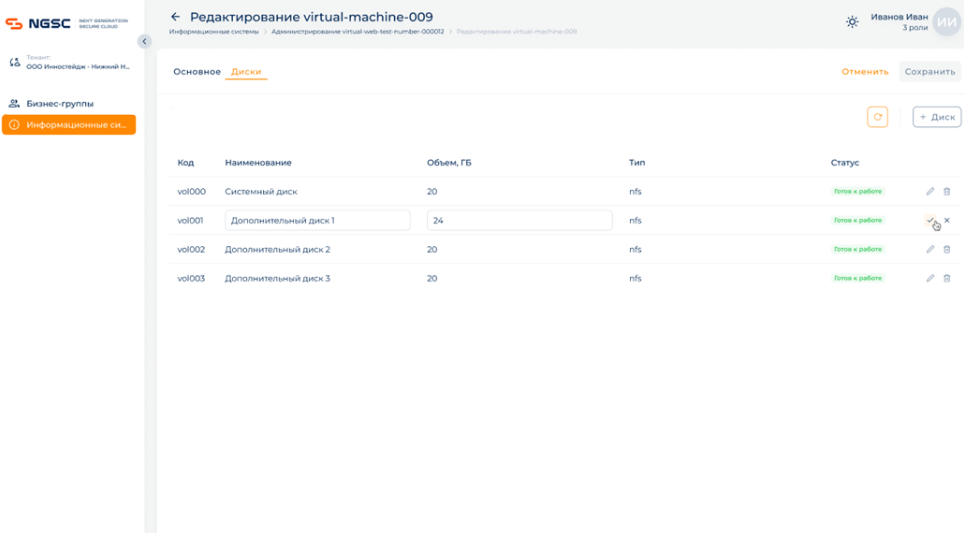 Редактирование virtual-machine-009
Информационные системы > Администрирование virtual-web-test-number-000012 > Редактирование virtual-machine-009
Иванов Иван
3 роли
ИИ
NGSC NEXT GENERATION
SECURE CLOUD
Тенант:
ООО Инностейдж - Нижний Н...
Бизнес-группы
Информационные си...
Основное Диски
Отменить Сохранить
+ Диск
Код Наименование Объем, ГБ Тип Статус
vol000 Системный диск 20 nfs Готов к работе
vol001 Дополнительный диск 1 24 nfs Готов к работе
vol002 Дополнительный диск 2 20 nfs Готов к работе
vol003 Дополнительный диск 3 20 nfs Готов к работе